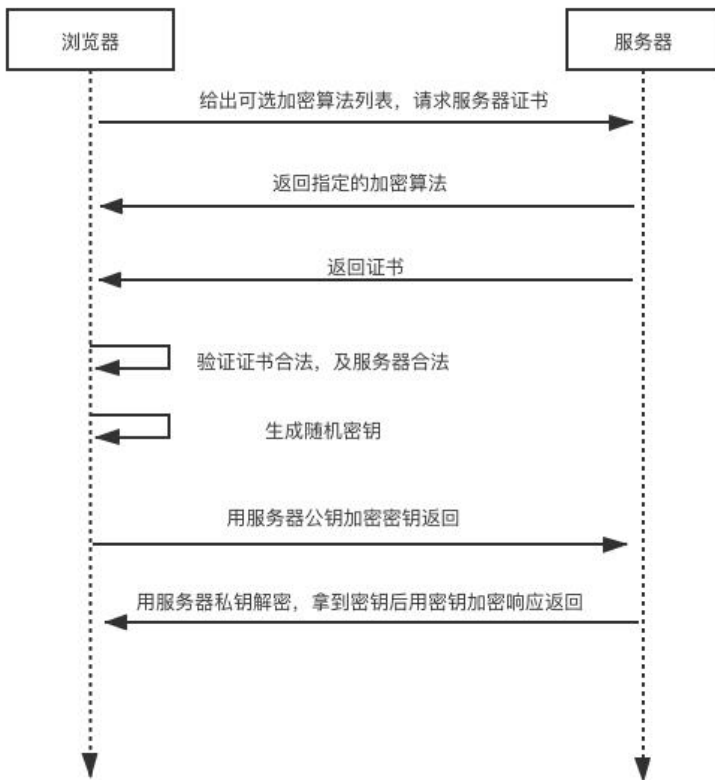 浏览器
服务器
给出可选加密算法列表，请求服务器证书
返回指定的加密算法
返回证书
验证证书合法，及服务器合法
生成随机密钥
用服务器公钥加密密钥返回
用服务器私钥解密，拿到密钥后用密钥加密响应返回